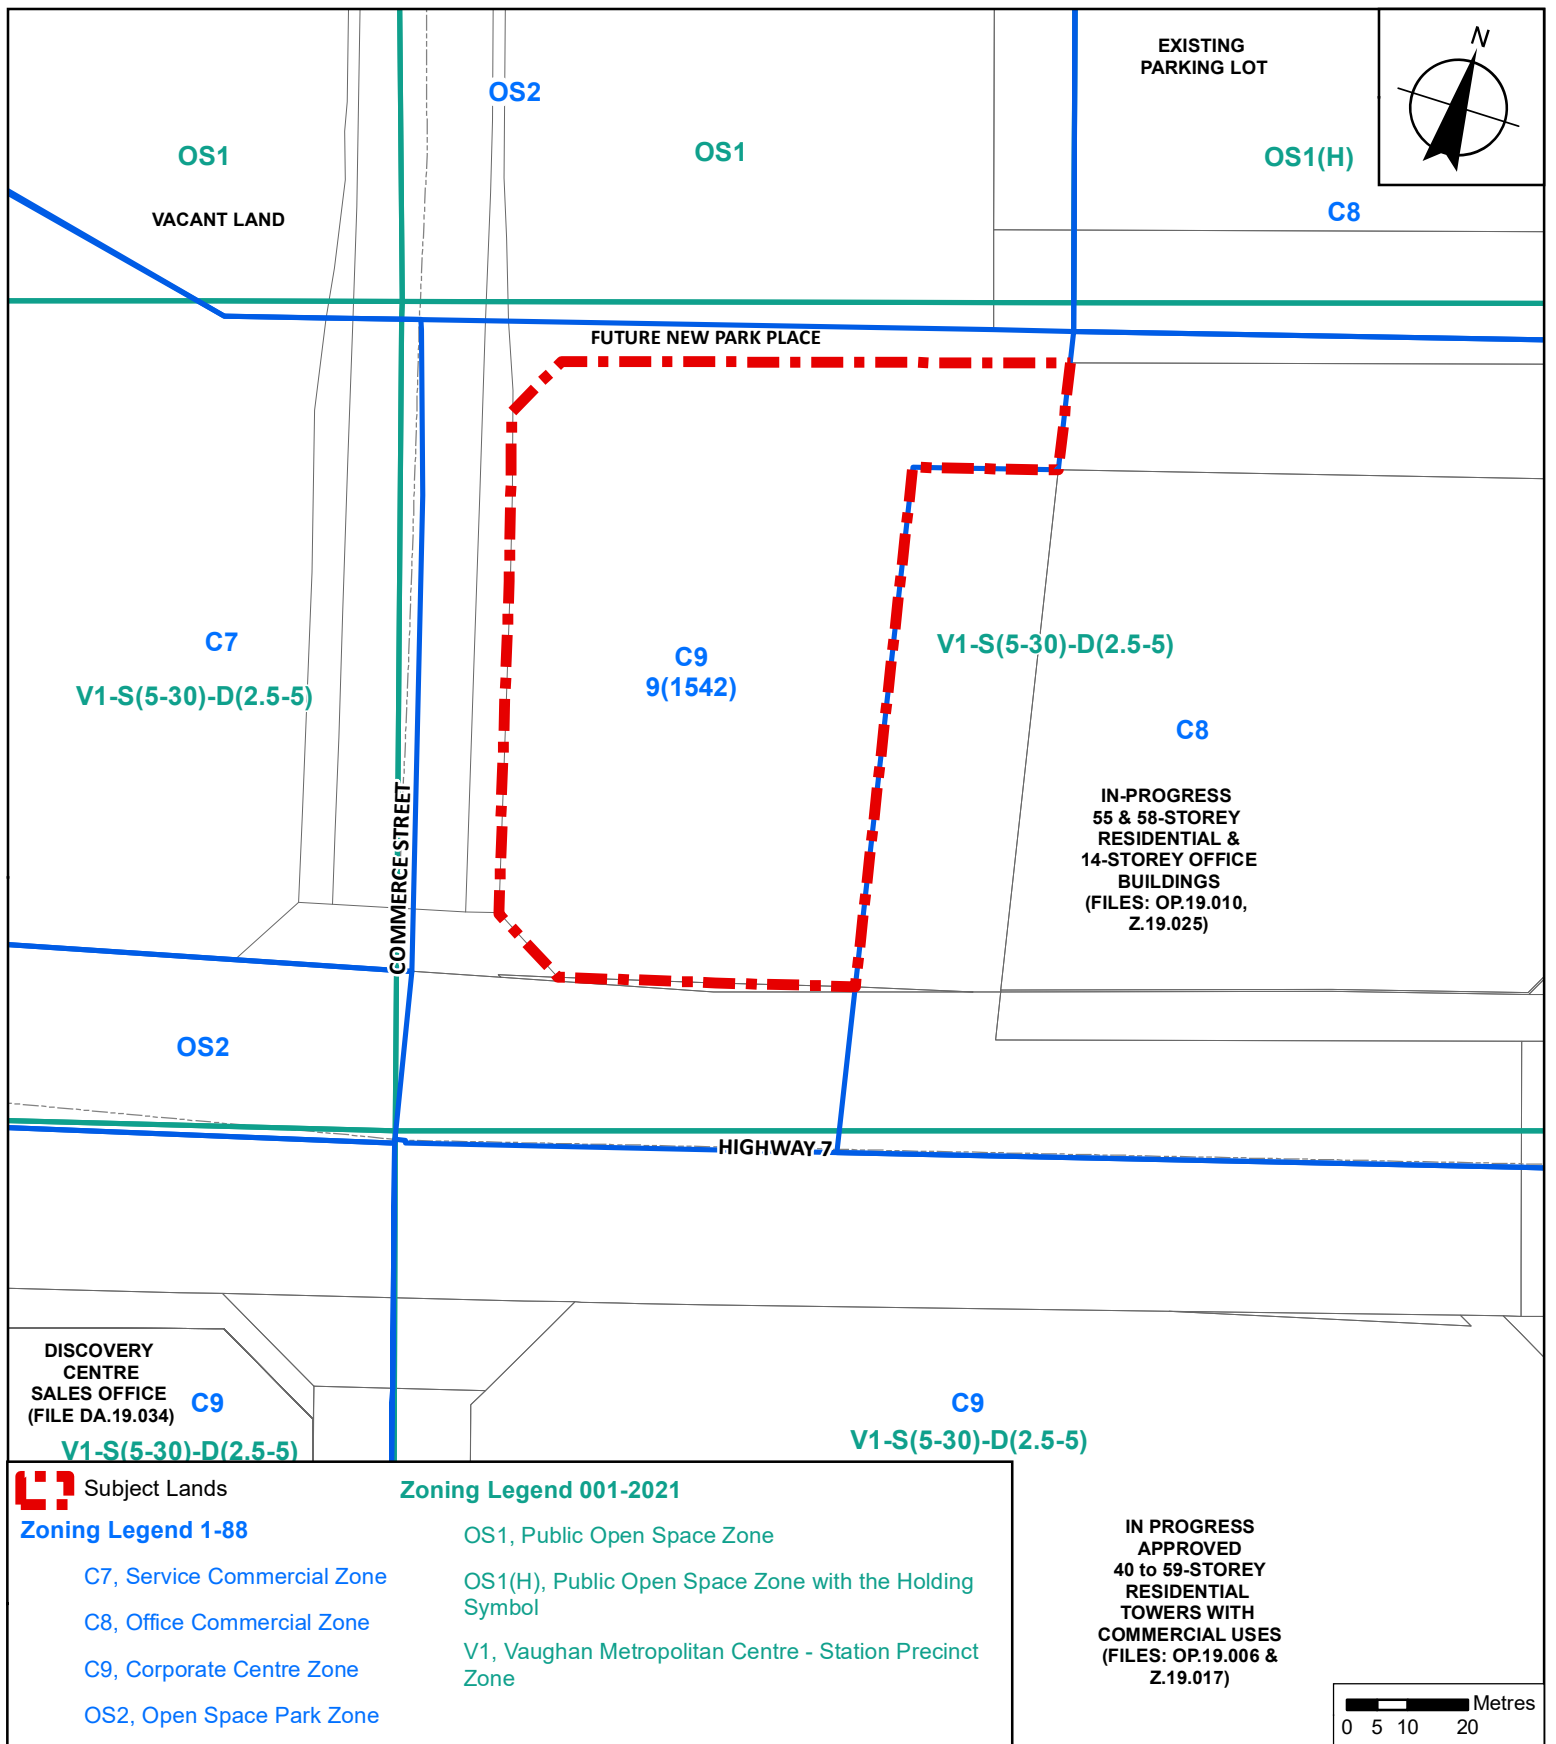 EXISTING
PARKING LOT
N
OS2
OS1
OS1
OS1(H)
C8
VACANT LAND
FUTURE NEW PARK PLACE
C7
V1-S(5-30)-D(2.5-5)
C9
9(1542)
V1-S(5-30)-D(2.5-5)
C8
IN-PROGRESS
55 & 58-STOREY
RESIDENTIAL &
14-STOREY OFFICE
BUILDINGS
(FILES: OP.19.010,
Z.19.025)
COMMERCE STREET
OS2
HIGHWAY 7
DISCOVERY
CENTRE
SALES OFFICE
(FILE DA.19.034)
C9
V1-S(5-30)-D(2.5-5)
C9
V1-S(5-30)-D(2.5-5)
Subject Lands
Zoning Legend 1-88
C7, Service Commercial Zone
C8, Office Commercial Zone
C9, Corporate Centre Zone
OS2, Open Space Park Zone
Zoning Legend 001-2021
OS1, Public Open Space Zone
OS1(H), Public Open Space Zone with the Holding
Symbol
V1, Vaughan Metropolitan Centre - Station Precinct
Zone
IN PROGRESS
APPROVED
40 to 59-STOREY
RESIDENTIAL
TOWERS WITH
COMMERCIAL USES
(FILES: OP.19.006 &
Z.19.017)
Metres
0 5 10 20